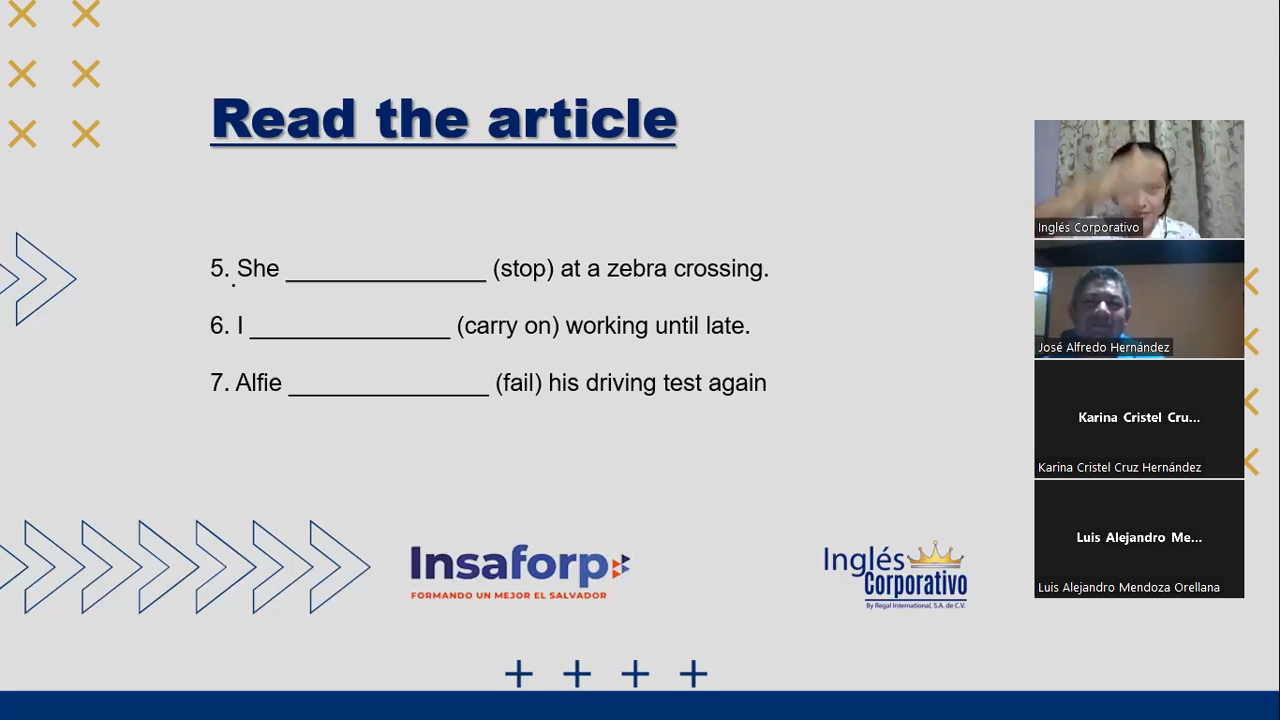 Read the article
5. She _______________ (stop) at a zebra crossing.
6. I _______________ (carry on) working until late.
7. Alfie _______________ (fail) his driving test again
Insaforp
FORMANDO UN MEJOR EL SALVADOR
Inglés
Corporativo
By Regal International, S.A. de C.V.
Inglés Corporativo
José Alfredo Hernández
Karina Cristel Cru...
Karina Cristel Cruz Hernández
Luis Alejandro Me...
Luis Alejandro Mendoza Orellana